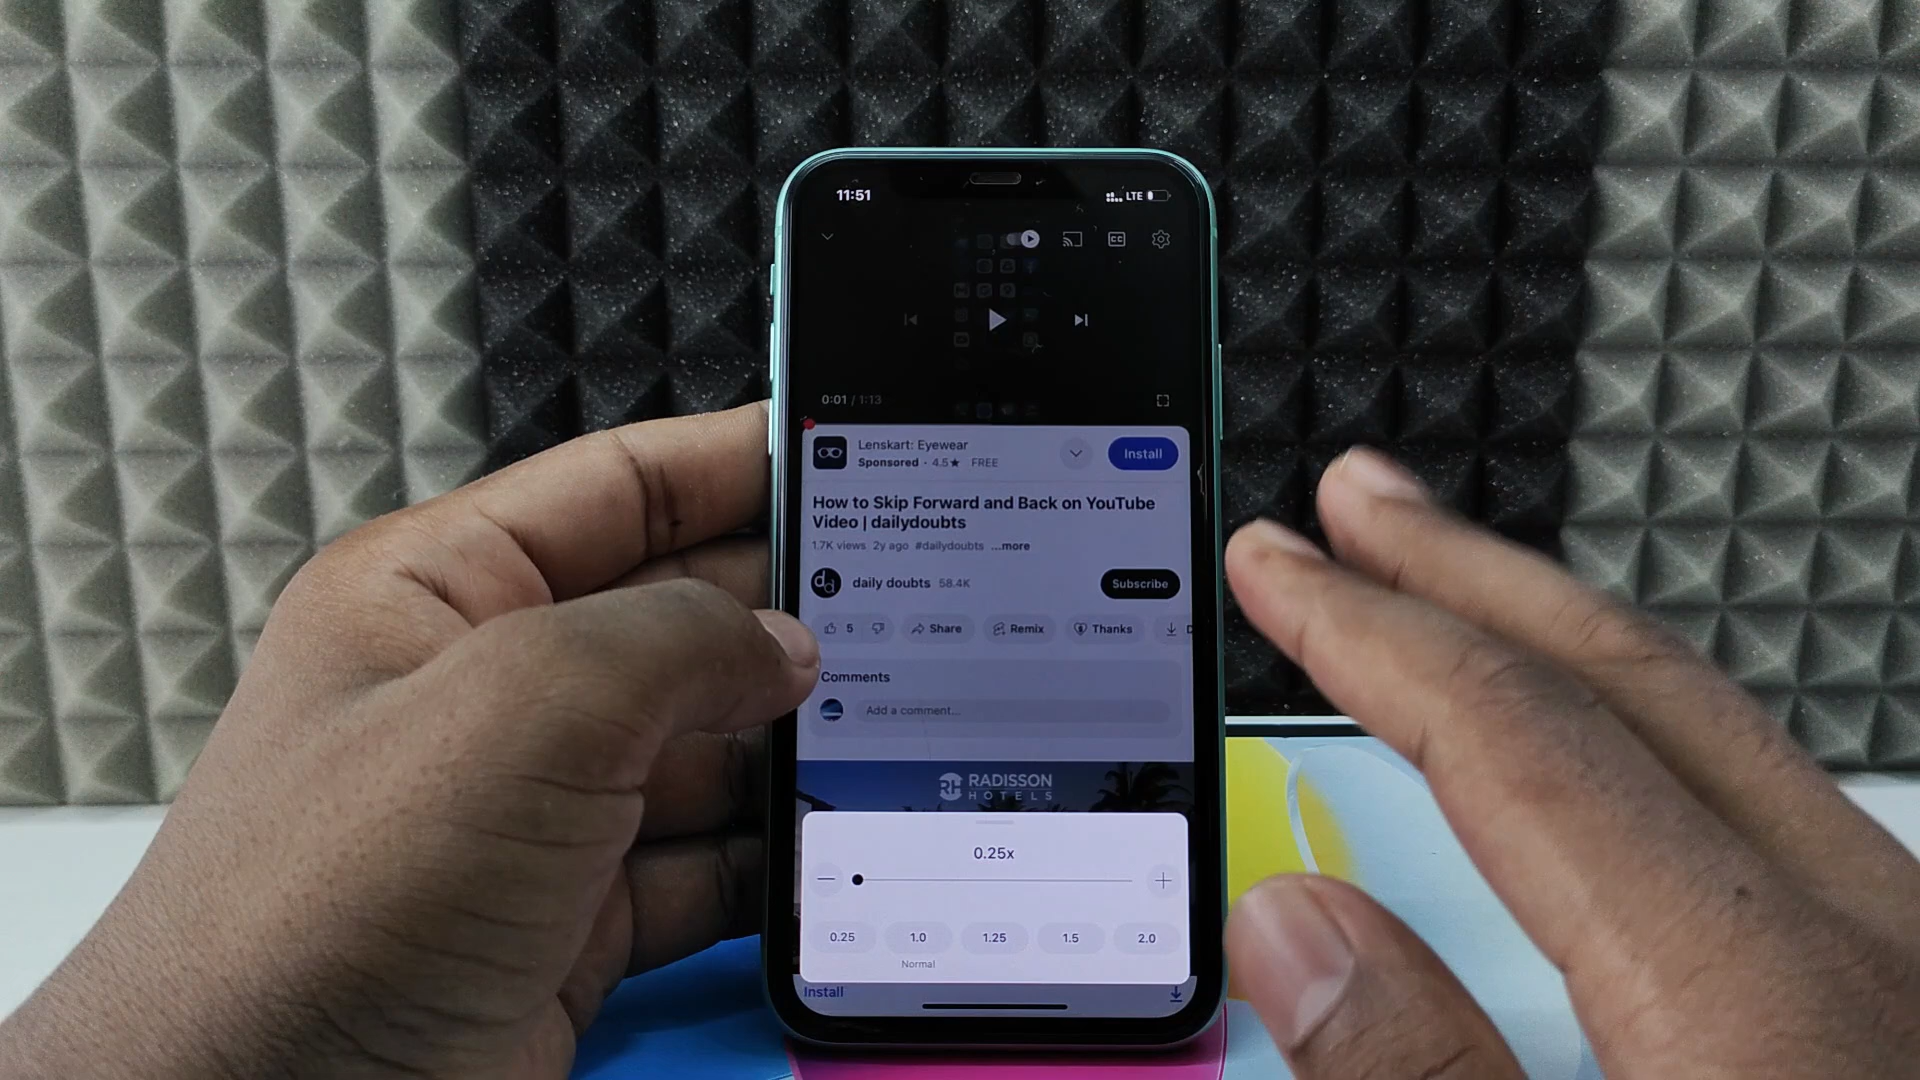 11:51
LTE
CC
0:01 / 1:13
Lenskart: Eyewear
Sponsored · 4.5★ FREE
Install
How to Skip Forward and Back on YouTube
Video | dailydoubts
1.7K views 2y ago #dailydoubts ...more
dd daily doubts 58.4K
Subscribe
5 Share Remix Thanks D
Comments
Add a comment...
RADISSON
HOTELS
0.25x
0.25 1.0 1.25 1.5 2.0
Normal
Install